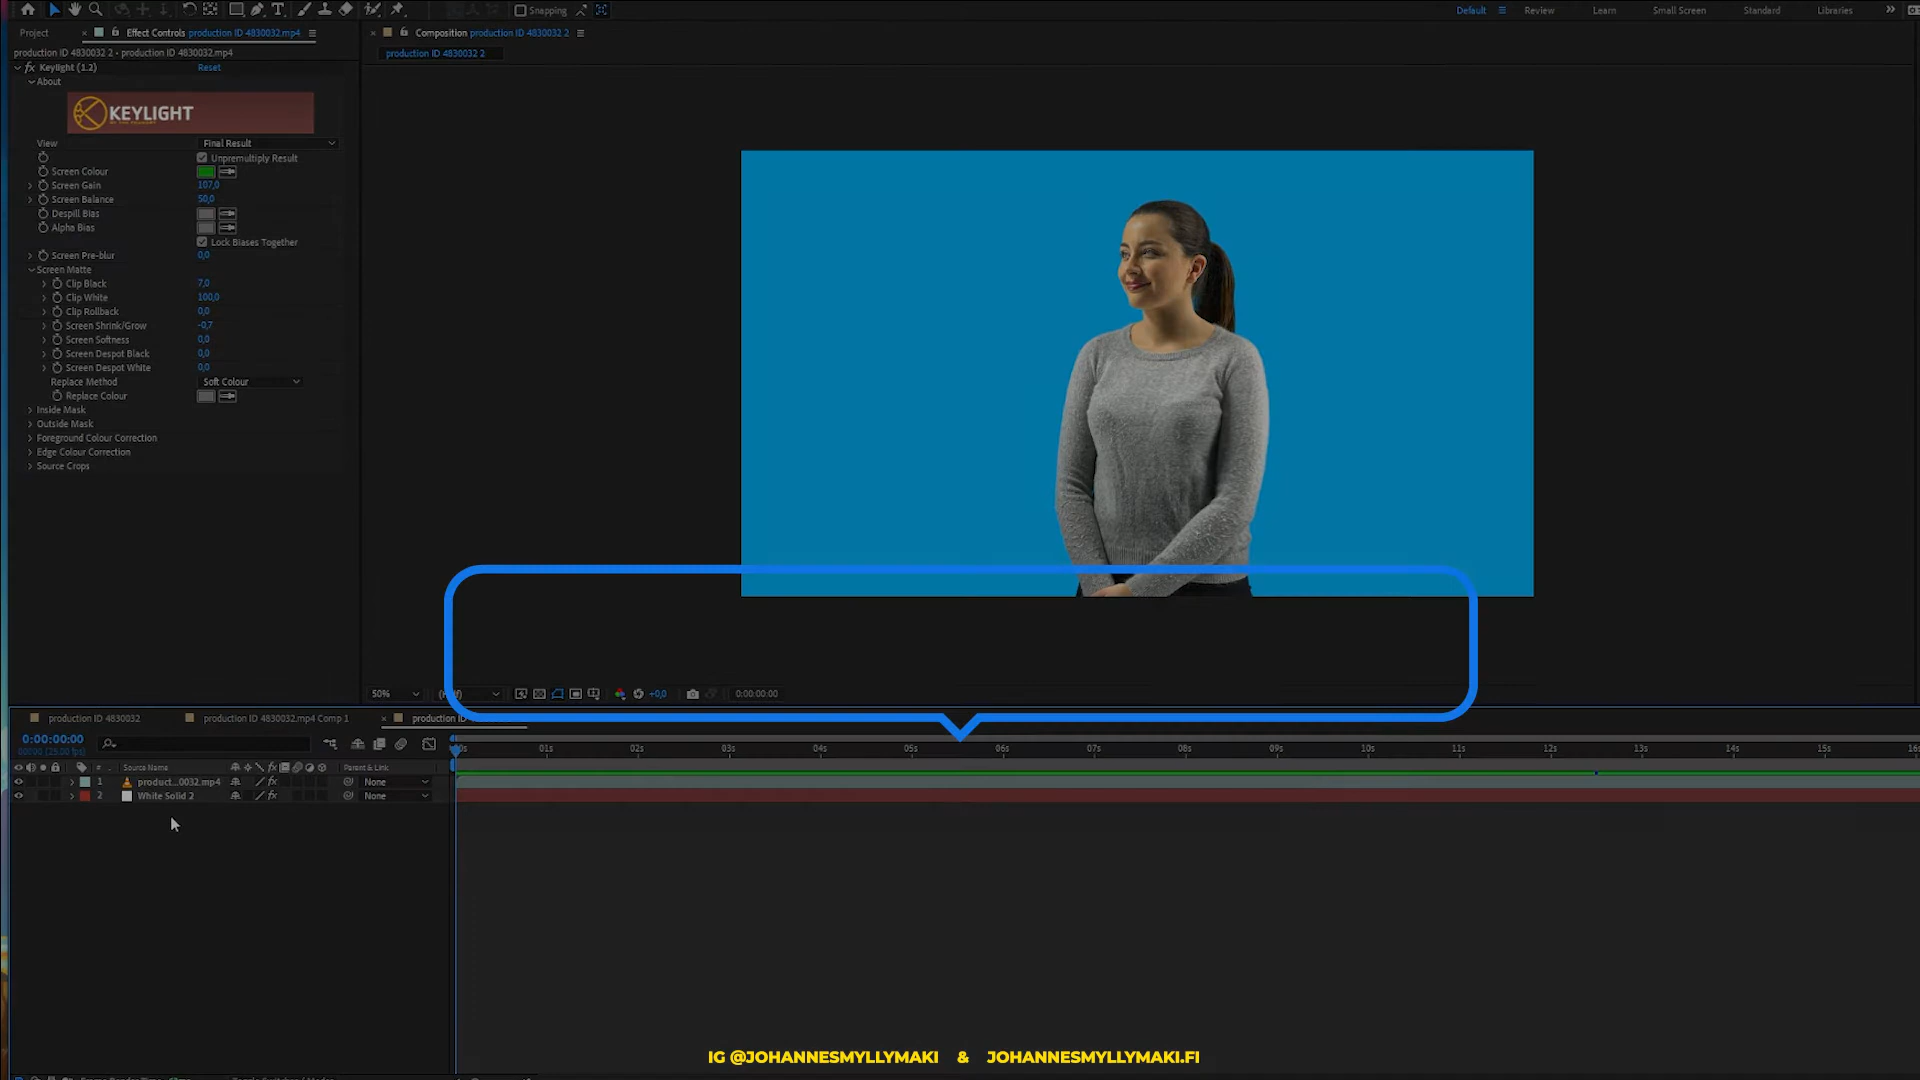 Snapping
Default
Review
Learn
Small Screen
Standard
Libraries
Project
Effect Controls production ID 4830032.mp4
Composition production ID 4830032 2
production ID 4830032 2 • production ID 4830032.mp4
production ID 4830032 2
fx Keylight (1.2)
Reset
About
KEYLIGHT
View
Final Result
Unpremultiply Result
Screen Colour
Screen Gain
107,0
Screen Balance
50,0
Despill Bias
Alpha Bias
Lock Biases Together
Screen Pre-blur
0,0
Screen Matte
Clip Black
7,0
Clip White
100,0
Clip Rollback
0,0
Screen Shrink/Grow
-0,7
Screen Softness
0,0
Screen Despot Black
0,0
Screen Despot White
0,0
Replace Method
Soft Colour
Replace Colour
Inside Mask
Outside Mask
Foreground Colour Correction
Edge Colour Correction
Source Crops
50%
+0,0
0:00:00:00
production ID 4830032
production ID 4830032.mp4 Comp 1
production ID
0:00:00:00
01s
02s
03s
04s
05s
06s
07s
08s
09s
10s
11s
12s
13s
14s
15s
# Source Name
Parent & Link
1 product...0032.mp4
None
2 White Solid 2
None
IG @JOHANNESMYLLYMAKI & JOHANNESMYLLYMAKI.FI